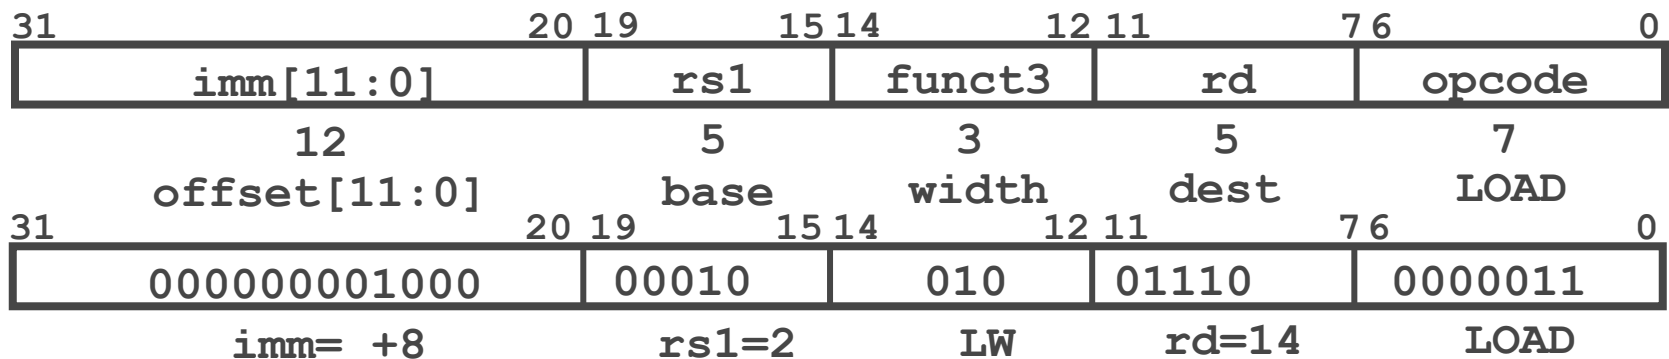 31 20 19 15 14 12 11 7 6 0
imm[11:0] rs1 funct3 rd opcode
12 5 3 5 7
offset[11:0] base width dest LOAD
31 20 19 15 14 12 11 7 6 0
000000001000 00010 010 01110 0000011
imm= +8 rs1=2 LW rd=14 LOAD